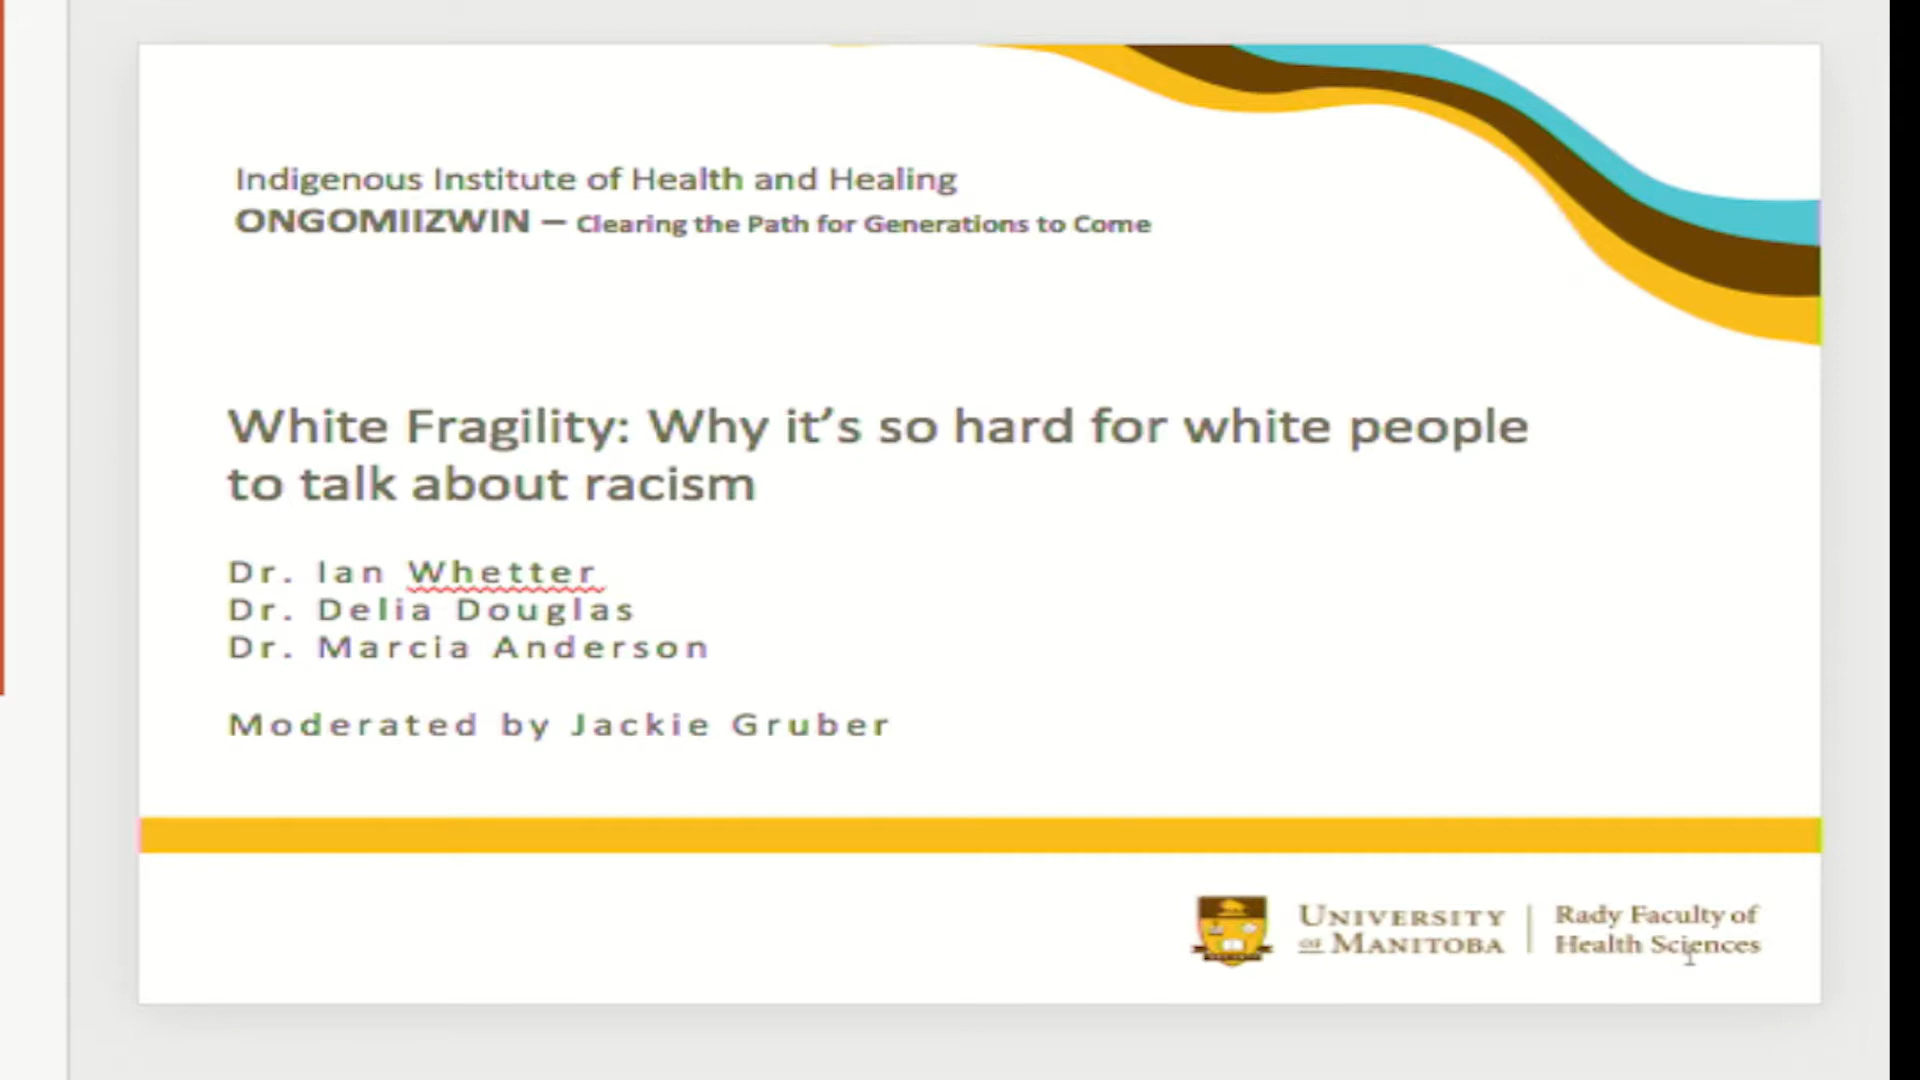 Indigenous Institute of Health and Healing
ONGOMIIZWIN – Clearing the Path for Generations to Come
White Fragility: Why it's so hard for white people
to talk about racism
Dr. Ian Whetter
Dr. Delia Douglas
Dr. Marcia Anderson
Moderated by Jackie Gruber
UNIVERSITY
OF MANITOBA
Rady Faculty of
Health Sciences